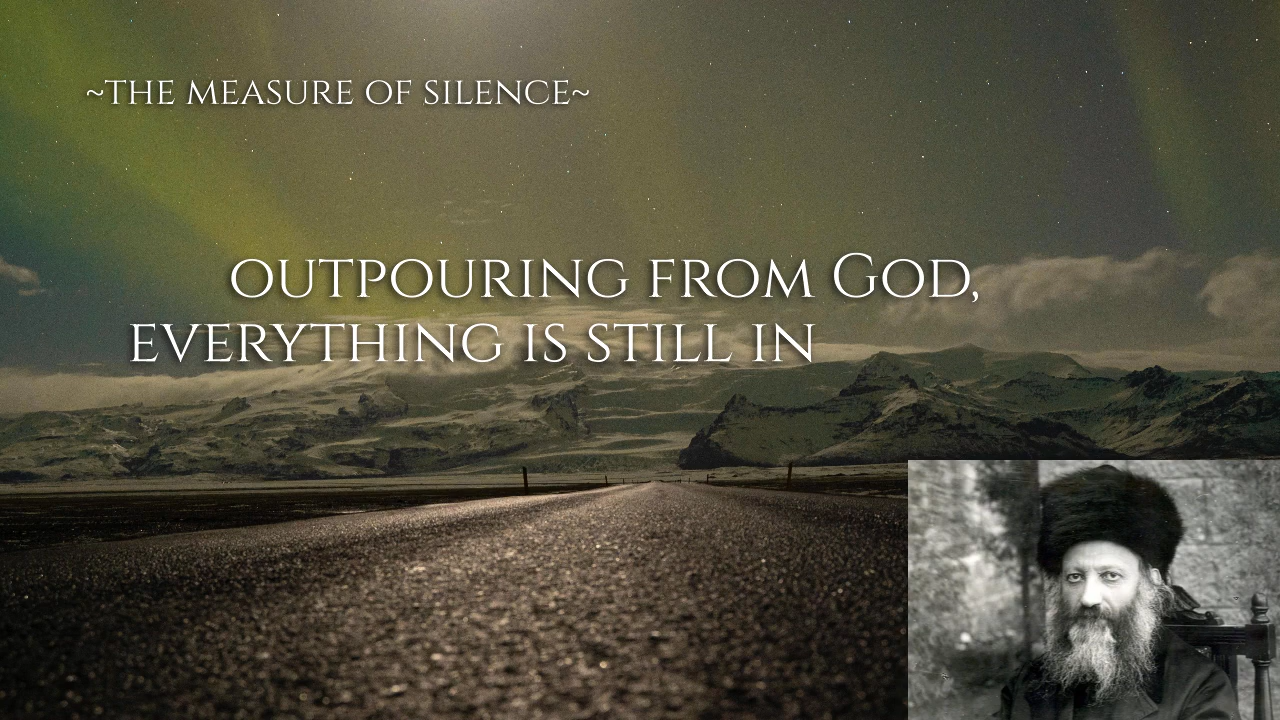 ~THE MEASURE OF SILENCE~
OUTPOURING FROM GOD,
EVERYTHING IS STILL IN